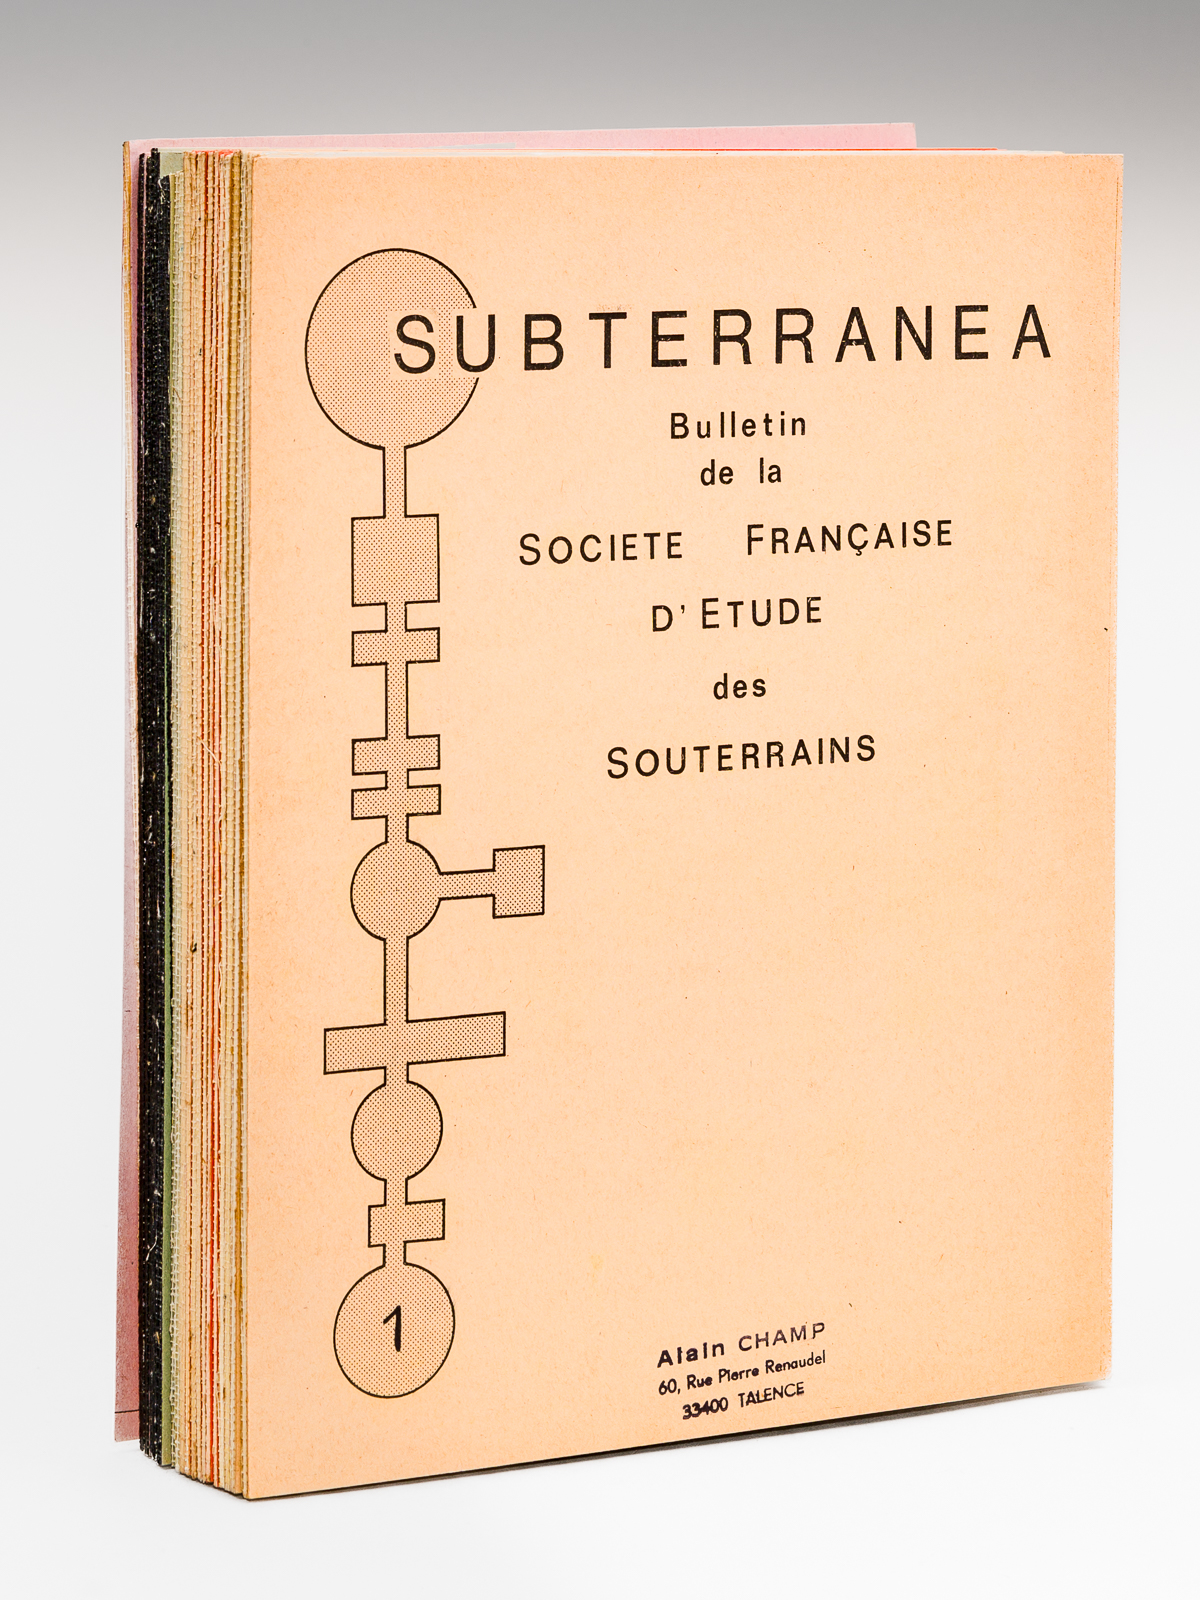 SUBTERRANEA
Bulletin
de la
SOCIETE FRANÇAISE
D'ETUDE
des
SOUTERRAINS
1
Alain CHAMP
60, Rue Pierre Renaudel
33400 TALENCE